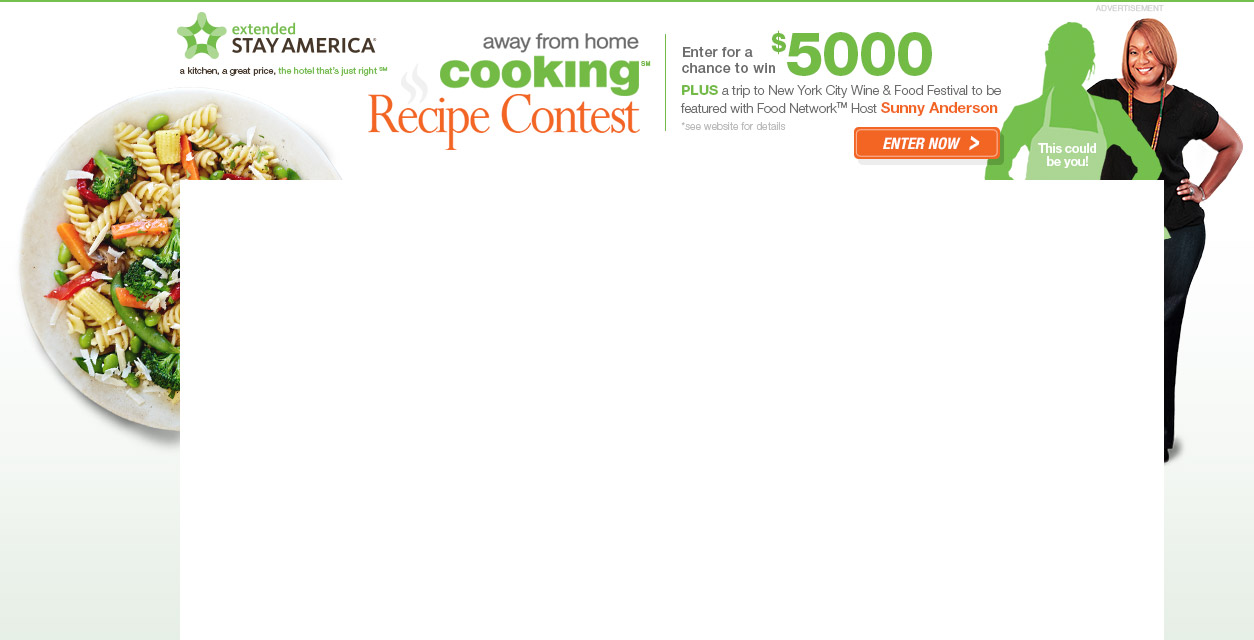 ADVERTISEMENT
extended
STAY AMERICA®
a kitchen, a great price, the hotel that's just right℠
away from home
cooking℠
Recipe Contest
Enter for a
chance to win
$5000
PLUS a trip to New York City Wine & Food Festival to be
featured with Food Network™ Host Sunny Anderson
*see website for details
ENTER NOW >
This could
be you!